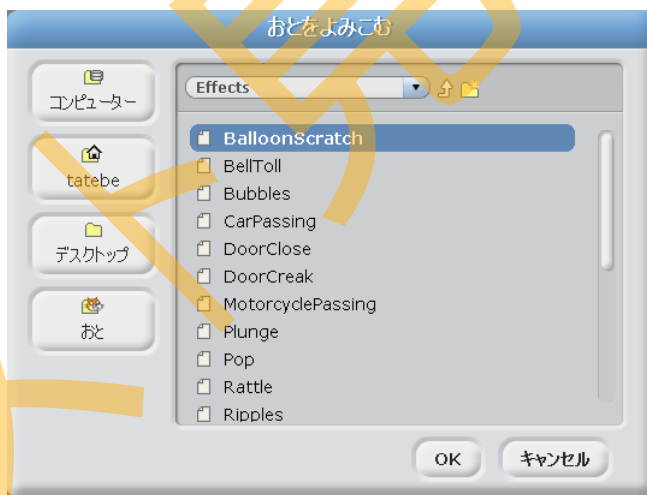 おとをよみこむ
コンピューター
tatebe
デスクトップ
おと
Effects
BalloonScratch
BellToll
Bubbles
CarPassing
DoorClose
DoorCreak
MotorcyclePassing
Plunge
Pop
Rattle
Ripples
OK
キャンセル